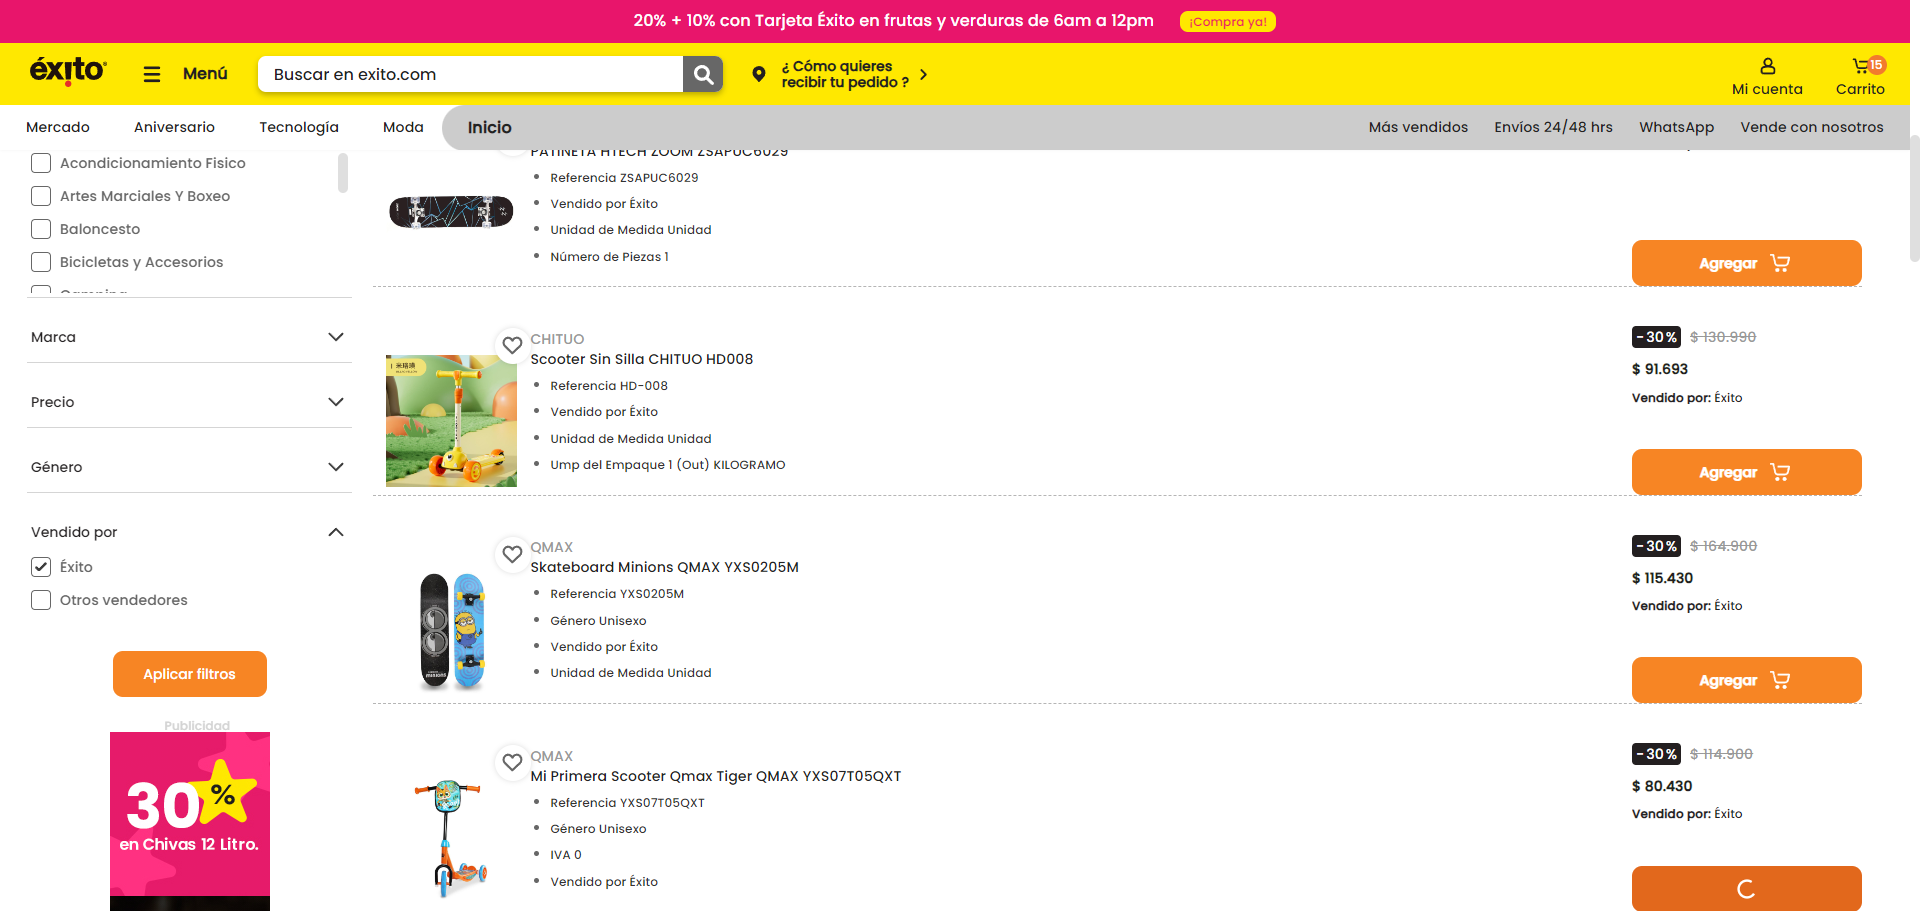 20% + 10% con Tarjeta Éxito en frutas y verduras de 6am a 12pm
¡Compra ya!
éxito
Menú
Buscar en exito.com
¿ Cómo quieres
recibir tu pedido ?
Mi cuenta
15
Carrito
Mercado
Aniversario
Tecnología
Moda
Inicio
Más vendidos
Envíos 24/48 hrs
WhatsApp
Vende con nosotros
Acondicionamiento Fisico
Artes Marciales Y Boxeo
Baloncesto
Bicicletas y Accesorios
Camping
Marca
Precio
Género
Vendido por
Éxito
Otros vendedores
Aplicar filtros
Publicidad
30%
en Chivas 12 Litro.
PATINETA HTECH ZOOM ZSAPUC6029
Referencia ZSAPUC6029
Vendido por Éxito
Unidad de Medida Unidad
Número de Piezas 1
Agregar
CHITUO
Scooter Sin Silla CHITUO HD008
Referencia HD-008
Vendido por Éxito
Unidad de Medida Unidad
Ump del Empaque 1 (Out) KILOGRAMO
-30%
$ 130.990
$ 91.693
Vendido por: Éxito
Agregar
QMAX
Skateboard Minions QMAX YXS0205M
Referencia YXS0205M
Género Unisexo
Vendido por Éxito
Unidad de Medida Unidad
-30%
$ 164.900
$ 115.430
Vendido por: Éxito
Agregar
QMAX
Mi Primera Scooter Qmax Tiger QMAX YXS07T05QXT
Referencia YXS07T05QXT
Género Unisexo
IVA 0
Vendido por Éxito
-30%
$ 114.900
$ 80.430
Vendido por: Éxito